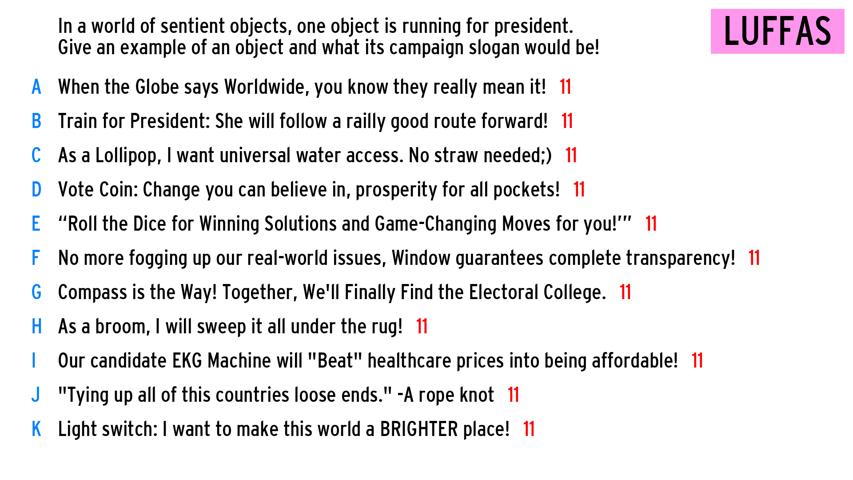 In a world of sentient objects, one object is running for president.
Give an example of an object and what its campaign slogan would be!
LUFFAS
A When the Globe says Worldwide, you know they really mean it! 11
B Train for President: She will follow a railly good route forward! 11
C As a Lollipop, I want universal water access. No straw needed;) 11
D Vote Coin: Change you can believe in, prosperity for all pockets! 11
E “Roll the Dice for Winning Solutions and Game-Changing Moves for you!’” 11
F No more fogging up our real-world issues, Window guarantees complete transparency! 11
G Compass is the Way! Together, We'll Finally Find the Electoral College. 11
H As a broom, I will sweep it all under the rug! 11
I Our candidate EKG Machine will "Beat" healthcare prices into being affordable! 11
J "Tying up all of this countries loose ends." -A rope knot 11
K Light switch: I want to make this world a BRIGHTER place! 11